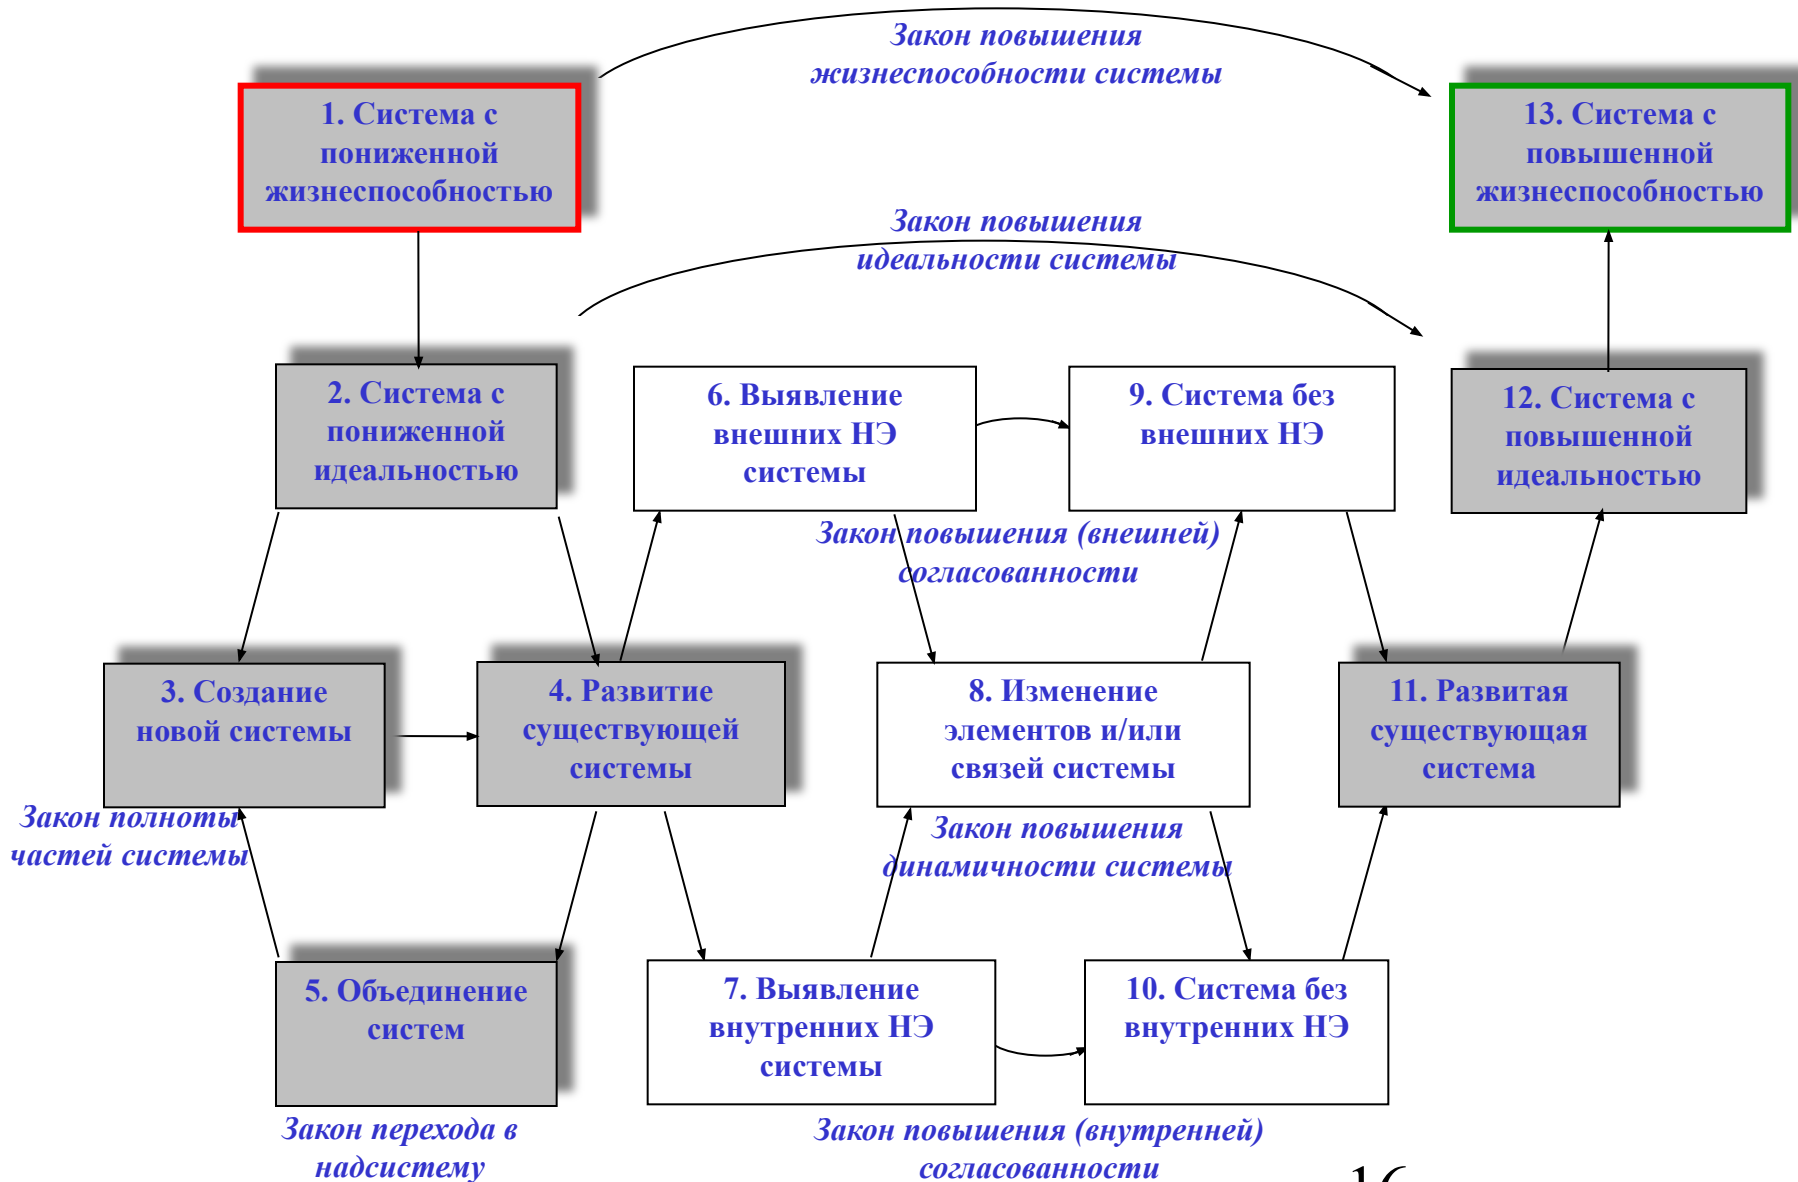 Закон повышения
жизнеспособности системы
1. Система с
пониженной
жизнеспособностью
13. Система с
повышенной
жизнеспособностью
Закон повышения
идеальности системы
2. Система с
пониженной
идеальностью
6. Выявление
внешних НЭ
системы
9. Система без
внешних НЭ
12. Система с
повышенной
идеальностью
Закон повышения (внешней)
согласованности
3. Создание
новой системы
4. Развитие
существующей
системы
8. Изменение
элементов и/или
связей системы
11. Развитая
существующая
система
Закон полноты
частей системы
Закон повышения
динамичности системы
5. Объединение
систем
7. Выявление
внутренних НЭ
системы
10. Система без
внутренних НЭ
Закон перехода в
надсистему
Закон повышения (внутренней)
согласованности
16